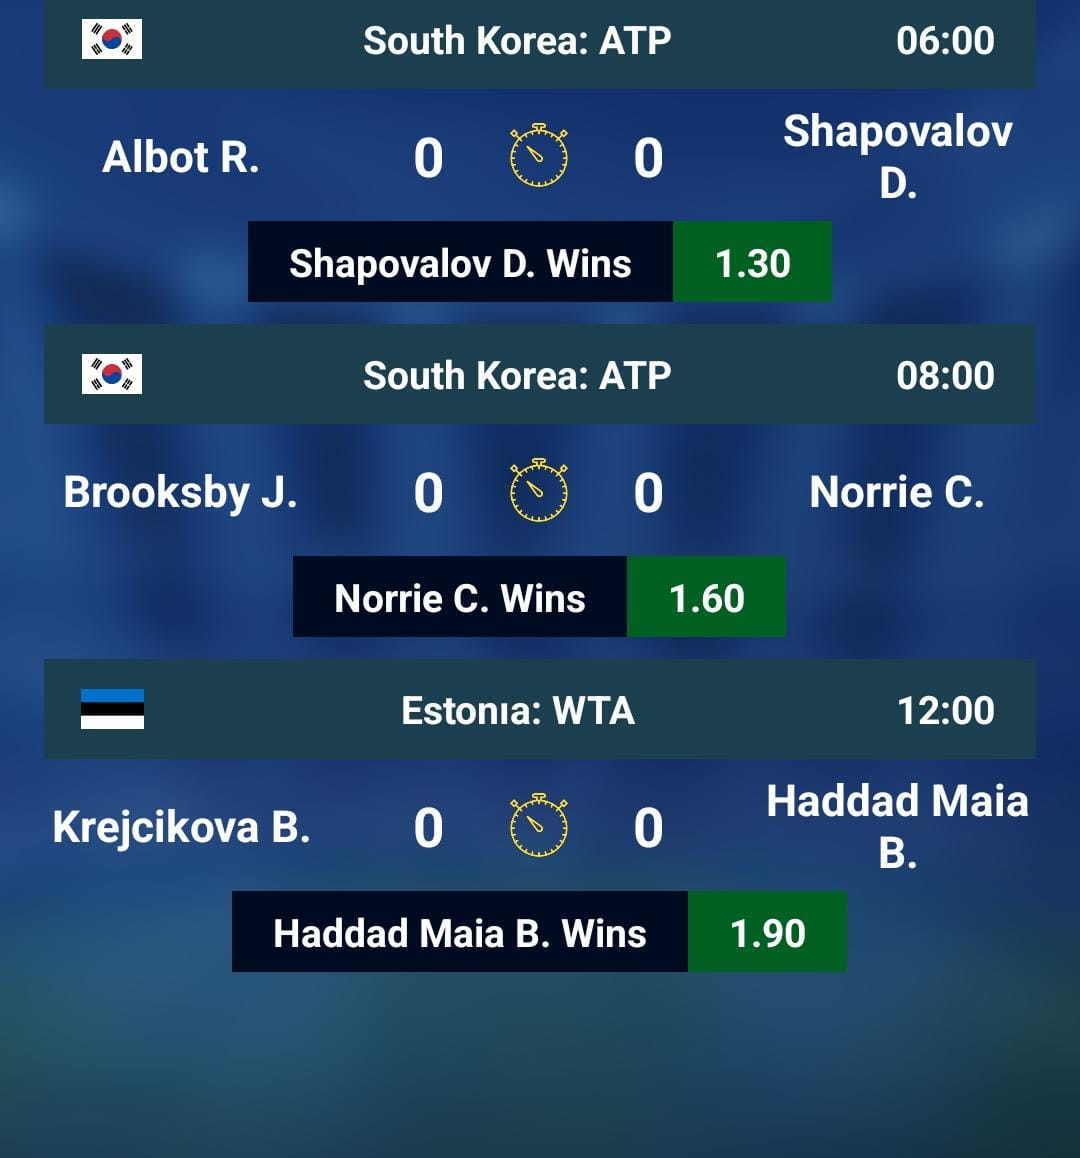 South Korea: ATP 06:00
Albot R. 0 0 Shapovalov
D.
Shapovalov D. Wins 1.30
South Korea: ATP 08:00
Brooksby J. 0 0 Norrie C.
Norrie C. Wins 1.60
Estonıa: WTA 12:00
Krejcikova B. 0 0 Haddad Maia
B.
Haddad Maia B. Wins 1.90